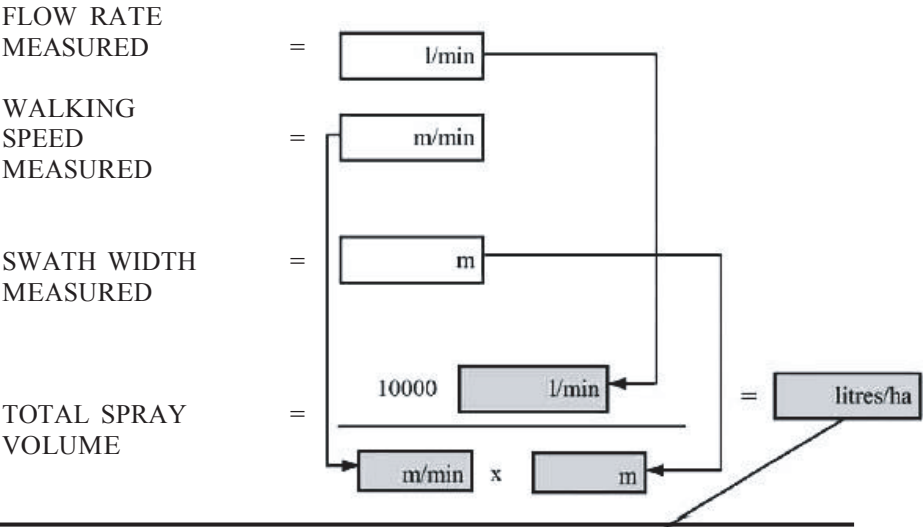 FLOW RATE
MEASURED = l/min
WALKING
SPEED = m/min
MEASURED
SWATH WIDTH = m
MEASURED
10000 l/min
TOTAL SPRAY = = litres/ha
VOLUME
m/min x m